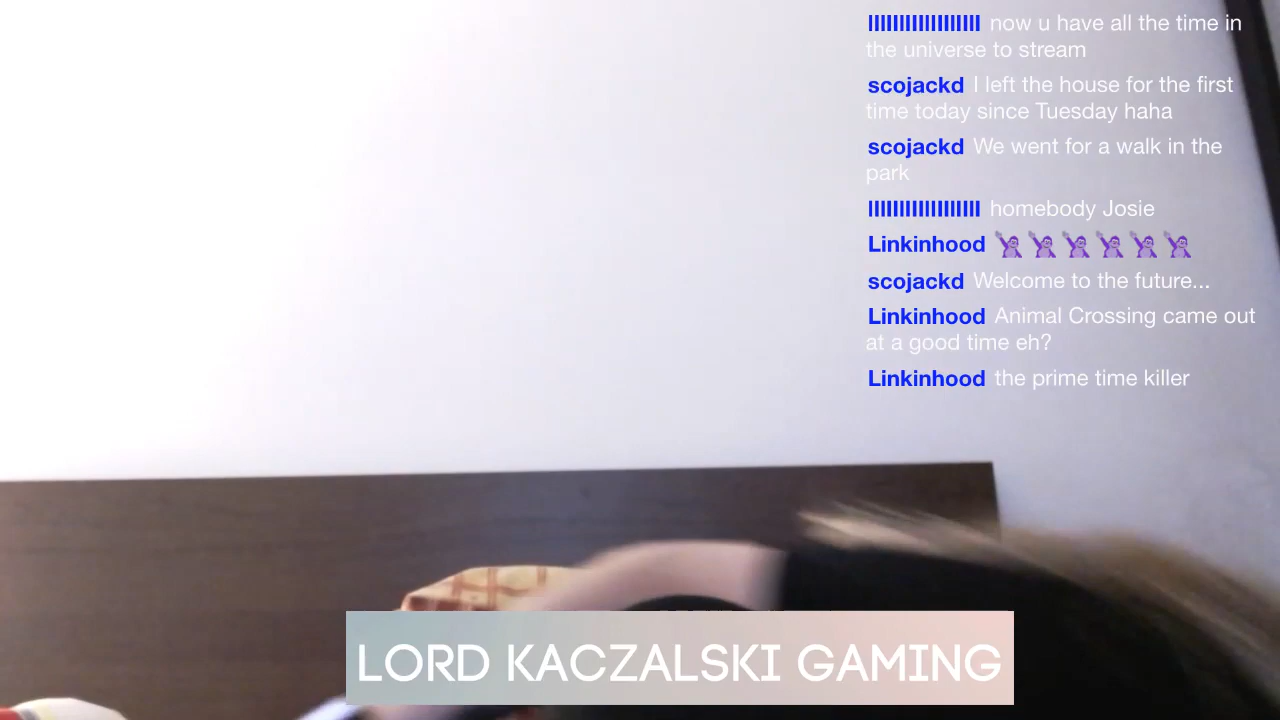 IIIIIIIIIIIIIIIIII now u have all the time in
the universe to stream
scojackd I left the house for the first
time today since Tuesday haha
scojackd We went for a walk in the
park
IIIIIIIIIIIIIIIIII homebody Josie
Linkinhood
scojackd Welcome to the future...
Linkinhood Animal Crossing came out
at a good time eh?
Linkinhood the prime time killer
LORD KACZALSKI GAMING